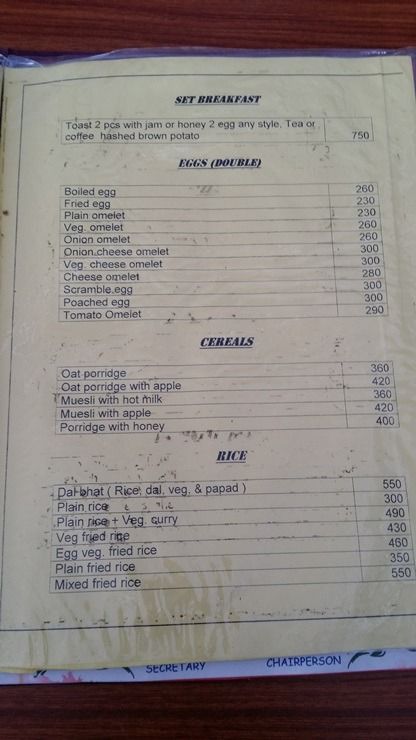 SET BREAKFAST
Toast 2 pcs with jam or honey 2 egg any style, Tea or
coffee hashed brown potato 750
EGGS (DOUBLE)
Boiled egg 260
Fried egg 230
Plain omelet 230
Veg. omelet 260
Onion omelet 260
Onion.cheese omelet 300
Veg. cheese omelet 300
Cheese omelet 280
Scramble.egg 300
Poached egg 300
Tomato Omelet 290
CEREALS
Oat porridge 360
Oat porridge with apple 420
Muesli with hot milk 360
Muesli with apple 420
Porridge with honey 400
RICE
Dal bhat ( Rice, dal, veg. & papad ) 550
Plain rice 300
Plain rice + Veg. curry 490
Veg fried rice 430
Egg veg. fried rice 460
Plain fried rice 350
Mixed fried rice 550
SECRETARY CHAIRPERSON